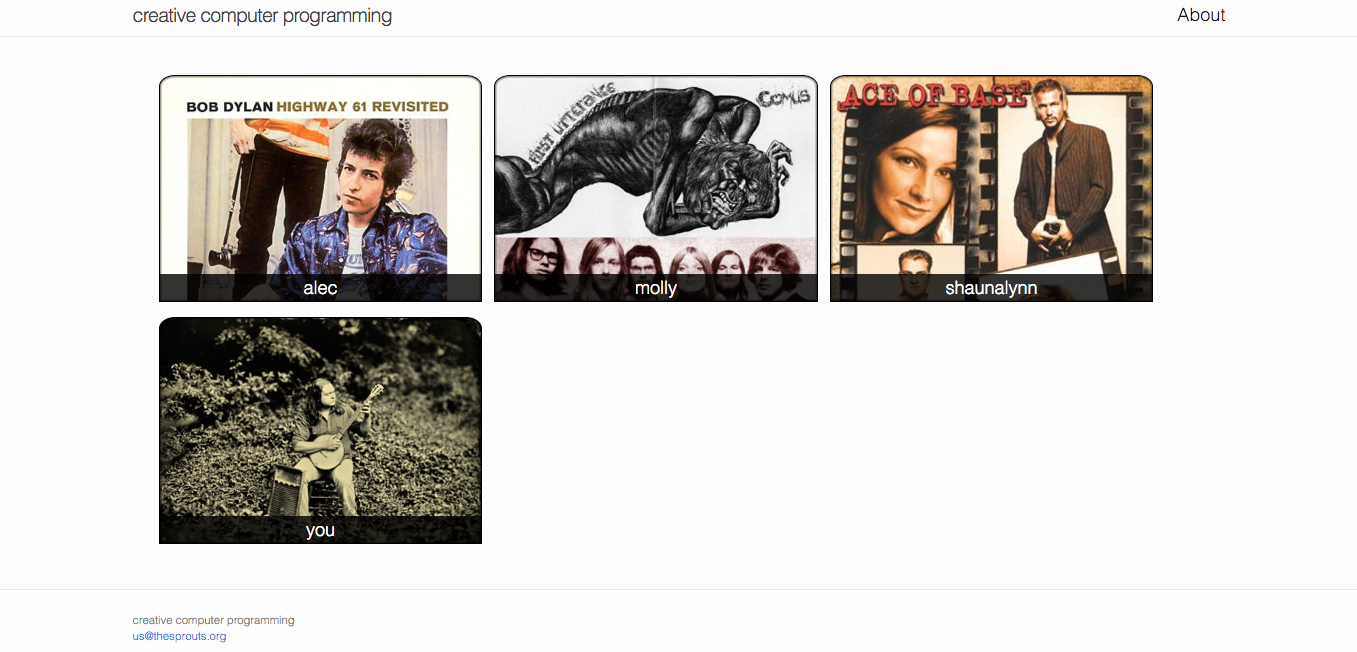 creative computer programming
About
BOB DYLAN HIGHWAY 61 REVISITED
FIRST UTTERANCE
COMUS
ACE OF BASE
alec
molly
shaunalynn
you
creative computer programming
us@thesprouts.org